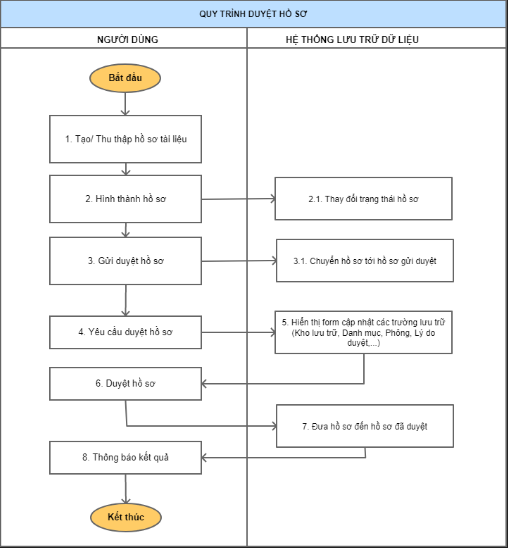 QUY TRÌNH DUYỆT HỒ SƠ
NGƯỜI DÙNG
HỆ THỐNG LƯU TRỮ DỮ LIỆU
Bắt đầu
1. Tạo/ Thu thập hồ sơ tài liệu
2. Hình thành hồ sơ
2.1. Thay đổi trạng thái hồ sơ
3. Gửi duyệt hồ sơ
3.1. Chuyển hồ sơ tới hồ sơ gửi duyệt
4. Yêu cầu duyệt hồ sơ
5. Hiển thị form cập nhật các trường lưu trữ
(Kho lưu trữ, Danh mục, Phông, Lý do
duyệt,...)
6. Duyệt hồ sơ
7. Đưa hồ sơ đến hồ sơ đã duyệt
8. Thông báo kết quả
Kết thúc